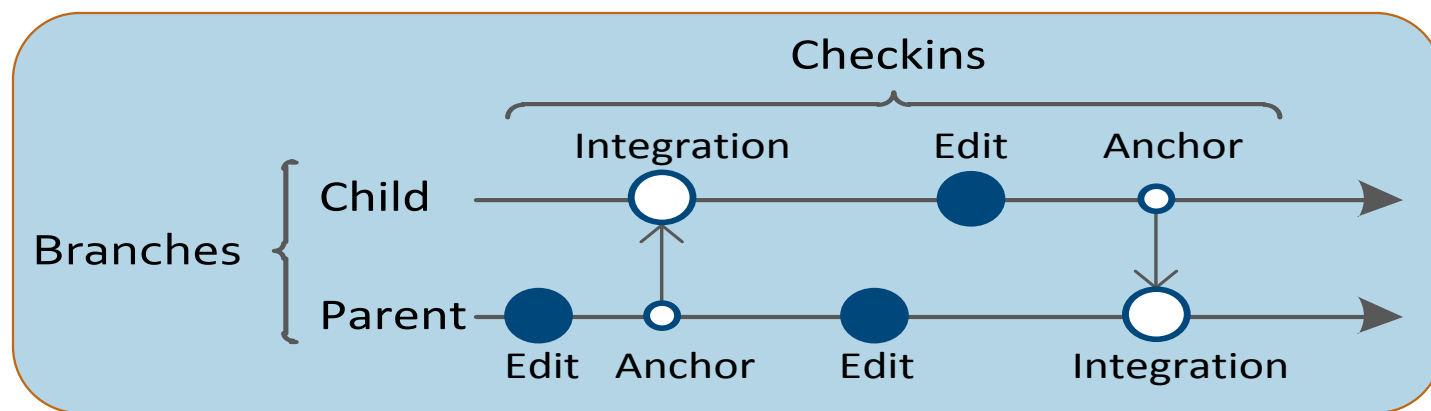 Checkins
Integration Edit Anchor
Child
Branches
Parent
Edit Anchor Edit Integration